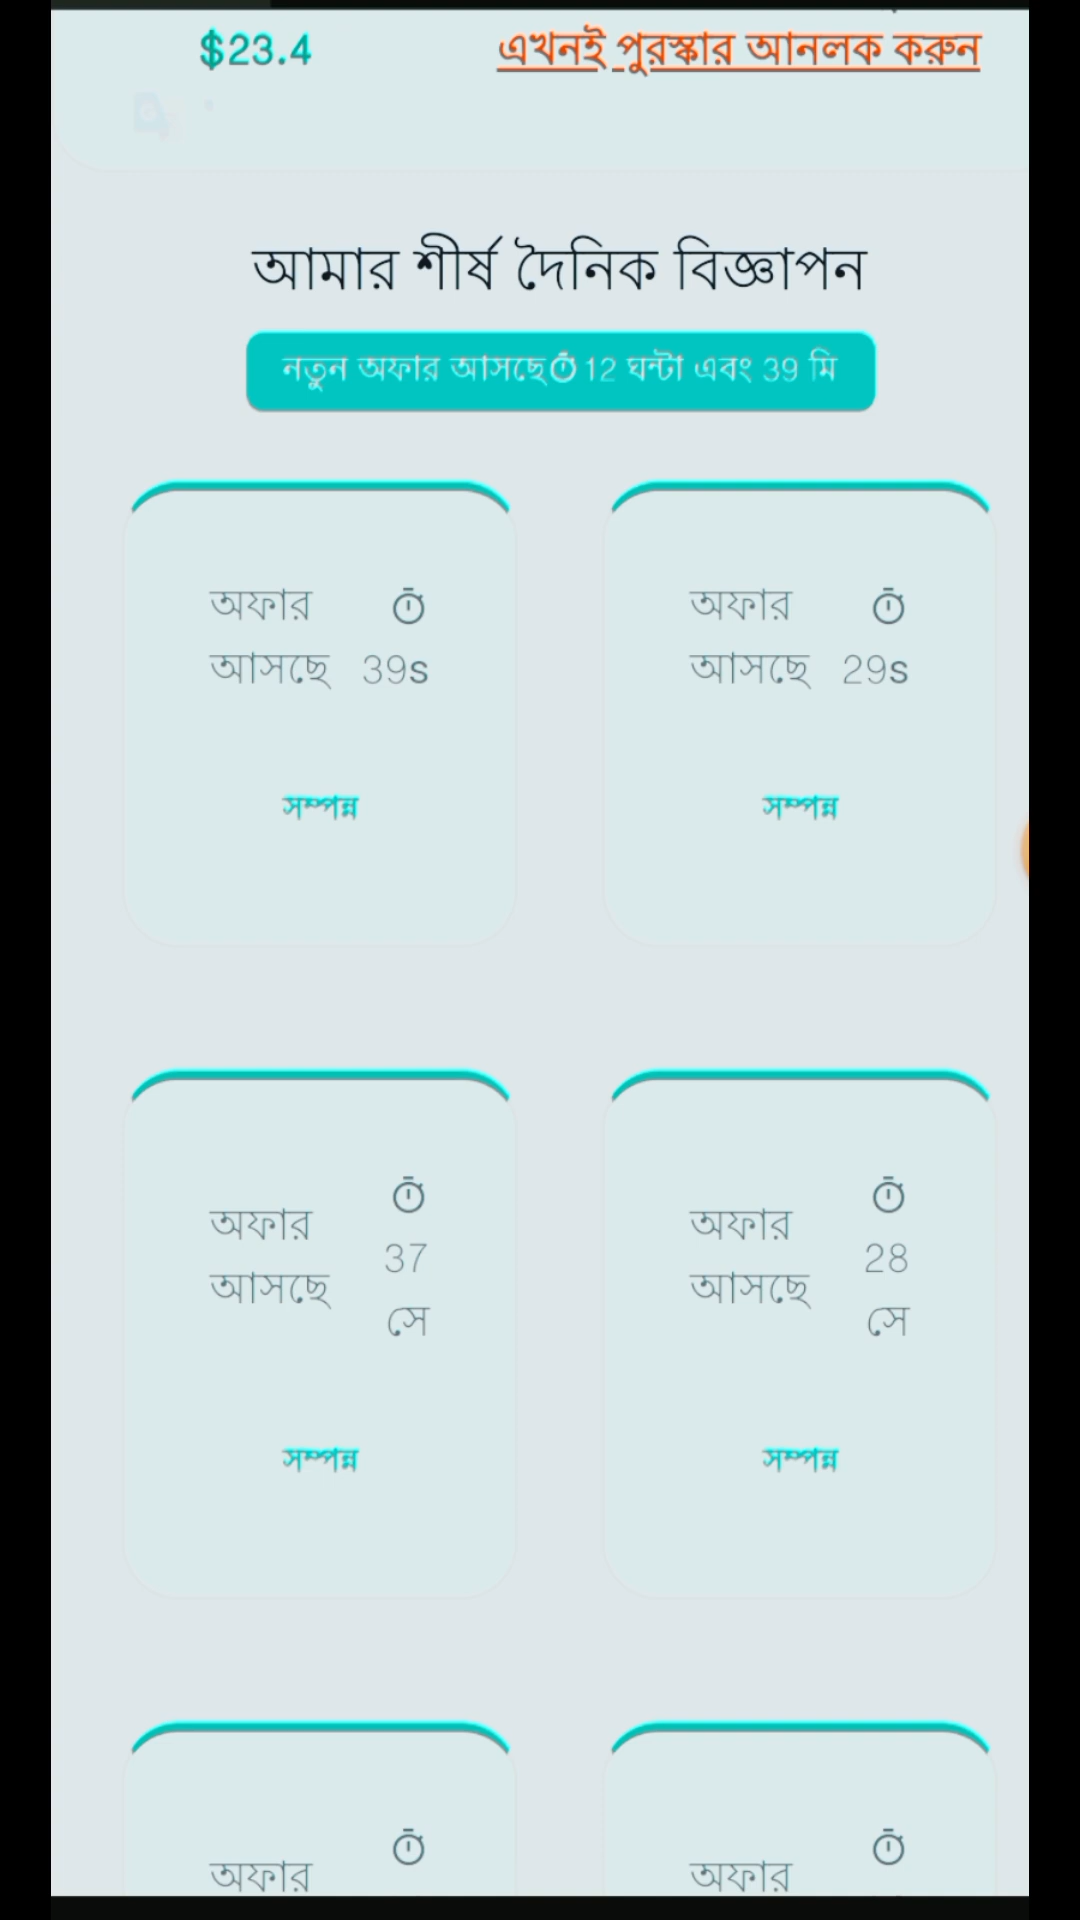 $23.4 এখনই পুরস্কার আনলক করুন
আমার শীর্ষ দৈনিক বিজ্ঞাপন
নতুন অফার আসছে 12 ঘন্টা এবং 39 মি
অফার
আসছে 39s
সম্পন্ন
অফার
আসছে 29s
সম্পন্ন
অফার
আসছে
37
সে
সম্পন্ন
অফার
আসছে
28
সে
সম্পন্ন
অফার
অফার